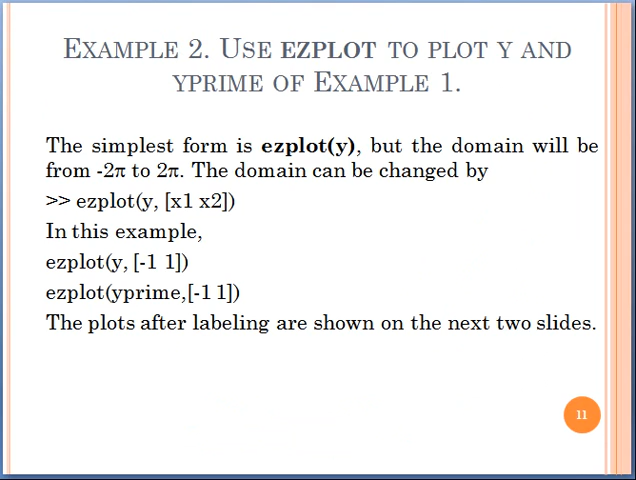 EXAMPLE 2. USE EZPLOT TO PLOT Y AND
YPRIME OF EXAMPLE 1.
The simplest form is ezplot(y), but the domain will be
from -2π to 2π. The domain can be changed by
>> ezplot(y, [x1 x2])
In this example,
ezplot(y, [-1 1])
ezplot(yprime,[-1 1])
The plots after labeling are shown on the next two slides.
11